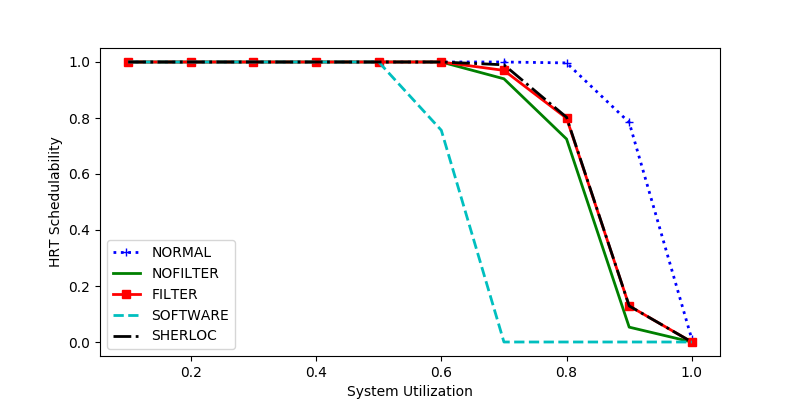 1.0
0.8
0.6
0.4
0.2
0.0
HRT Schedulability
NORMAL
NOFILTER
FILTER
SOFTWARE
SHERLOC
0.2 0.4 0.6 0.8 1.0
System Utilization